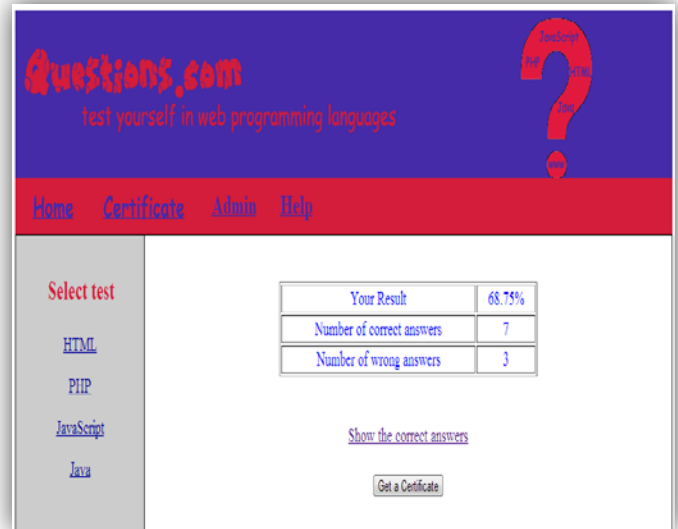 Questions.com
test yourself in web programming languages
JavaScript
PHP
HTML
Java
www
Home Certificate Admin Help
Select test
HTML
PHP
JavaScript
Java
Your Result 68.75%
Number of correct answers 7
Number of wrong answers 3
Show the correct answers
Get a Certificate